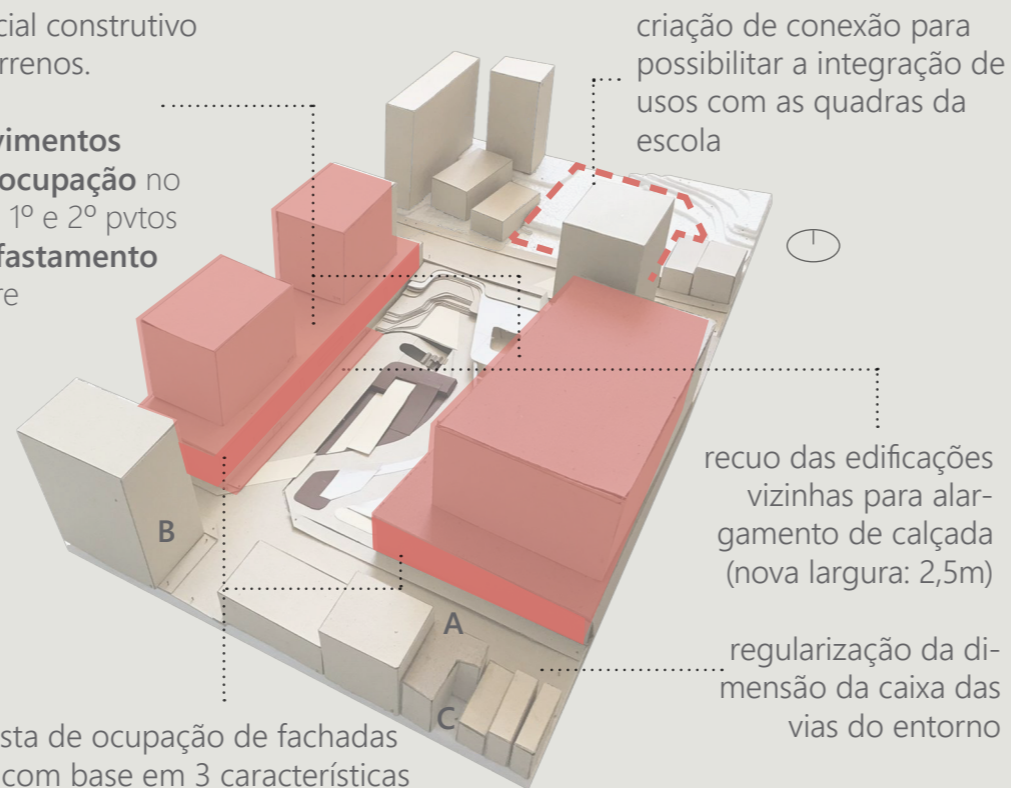 cial construtivo
rrenos.
vimentos
ocupação no
1º e 2º pvtos
fastamento
re
criação de conexão para
possibilitar a integração de
usos com as quadras da
escola
recuo das edificações
vizinhas para alar-
gamento de calçada
(nova largura: 2,5m)
B
A
regularização da di-
mensão da caixa das
vias do entorno
C
sta de ocupação de fachadas
com base em 3 características